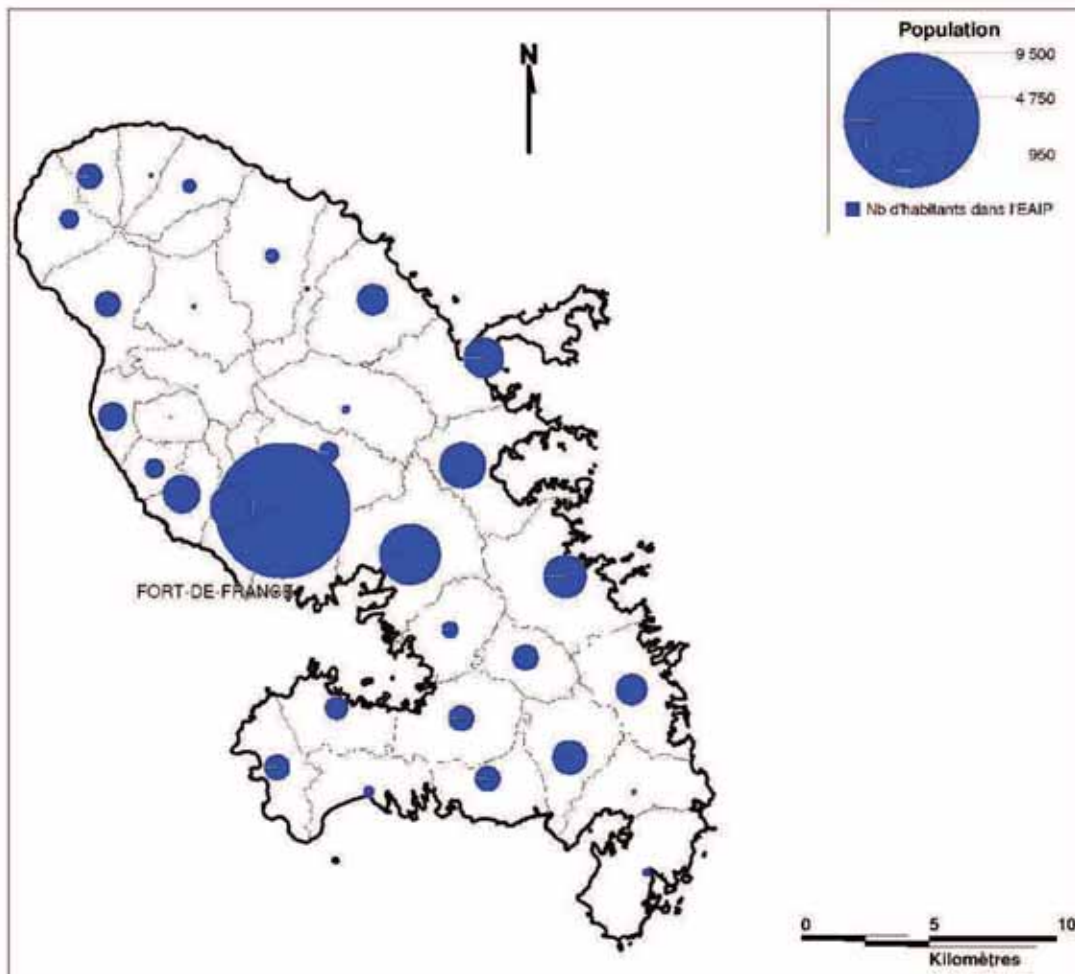 Population
9 500
4 750
950
Nb d'habitants dans l'EAIP
N
FORT-DE-FRANCE
0 5 10
Kilomètres